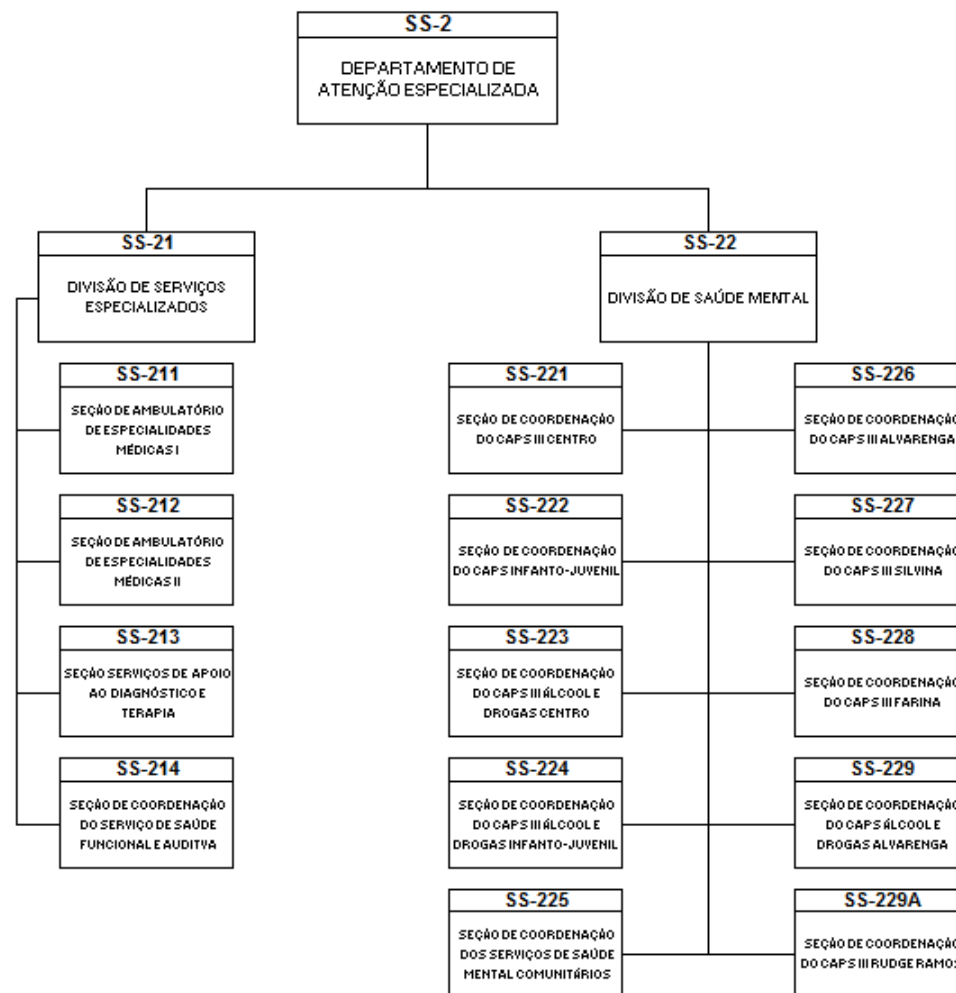 SS-2
DEPARTAMENTO DE
ATENÇÃO ESPECIALIZADA
SS-21
DIVISÃO DE SERVIÇOS
ESPECIALIZADOS
SS-211
SEÇÃO DE AMBULATÓRIO
DE ESPECIALIDADES
MÉDICAS I
SS-212
SEÇÃO DE AMBULATÓRIO
DE ESPECIALIDADES
MÉDICAS II
SS-213
SEÇÃO SERVIÇOS DE APOIO
AO DIAGNÓSTICO E
TERAPIA
SS-214
SEÇÃO DE COORDENAÇÃO
DO SERVIÇO DE SAÚDE
FUNCIONAL E AUDITVA
SS-22
DIVISÃO DE SAÚDE MENTAL
SS-221
SEÇÃO DE COORDENAÇÃO
DO CAPS III CENTRO
SS-222
SEÇÃO DE COORDENAÇÃO
DO CAPS INFANTO-JUVENIL
SS-223
SEÇÃO DE COORDENAÇÃO
DO CAPS III ÁLCOOL E
DROGAS CENTRO
SS-224
SEÇÃO DE COORDENAÇÃO
DO CAPS III ÁLCOOL E
DROGAS INFANTO-JUVENIL
SS-225
SEÇÃO DE COORDENAÇÃO
DOS SERVIÇOS DE SAÚDE
MENTAL COMUNITÁRIOS
SS-226
SEÇÃO DE COORDENAÇÃO
DO CAPS III ALVARENGA
SS-227
SEÇÃO DE COORDENAÇÃO
DO CAPS III SILVINA
SS-228
SEÇÃO DE COORDENAÇÃO
DO CAPS III FARINA
SS-229
SEÇÃO DE COORDENAÇÃO
DO CAPS ÁLCOOL E
DROGAS ALVARENGA
SS-229A
SEÇÃO DE COORDENAÇÃO
DO CAPS III RUDGE RAMOS